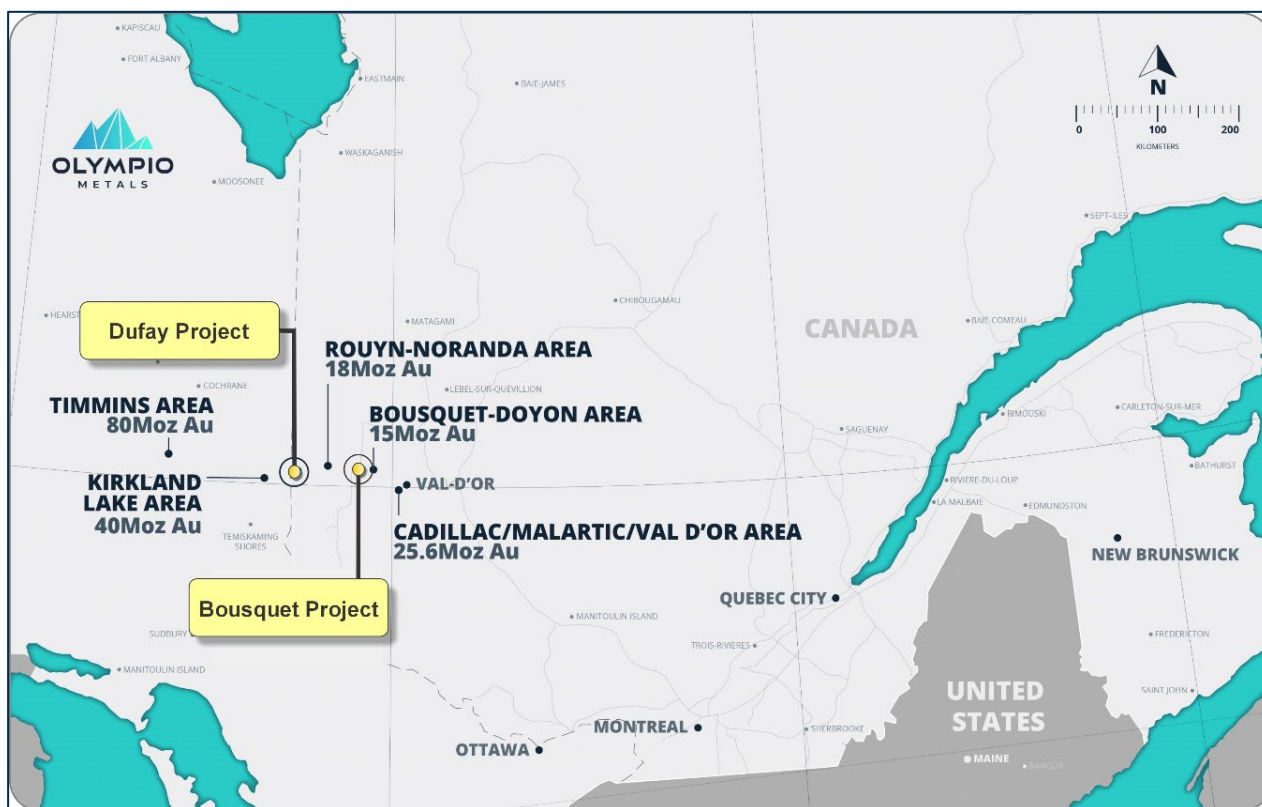 KAPISCAU
FORT ALBANY
EASTMAIN
BAIE-JAMES
N
0 100 200
KILOMETERS
OLYMPIO
METALS
WASKAGANISH
MOOSONEE
SEPT-ILES
HEARST
Dufay Project
MATAGAMI
CHIBOUGAMAU
CANADA
BAIE-COMEAU
ROUYN-NORANDA AREA
18Moz Au
COCHRANE
LEBEL-SUR-QUEVILLION
TIMMINS AREA
80Moz Au
BOUSQUET-DOYON AREA
15Moz Au
RIMOUSKI
CARLETON-SUR-MER
SAGUENAY
BATHURST
KIRKLAND
LAKE AREA
40Moz Au
VAL-D'OR
RIVIERE-DU-LOUP
LA MALBAIE
EDMUNDSTON
TEMISKAMING
SHORES
CADILLAC/MALARTIC/VAL D'OR AREA
25.6Moz Au
NEW BRUNSWICK
Bousquet Project
QUEBEC CITY
MANITOULIN ISLAND
SUDBURY
TROIS-RIVIERES
FREDERICTON
MANITOULIN ISLAND
UNITED
STATES
SAINT JOHN
MONTREAL
SHERBROOKE
OTTAWA
MAINE
BANGOR